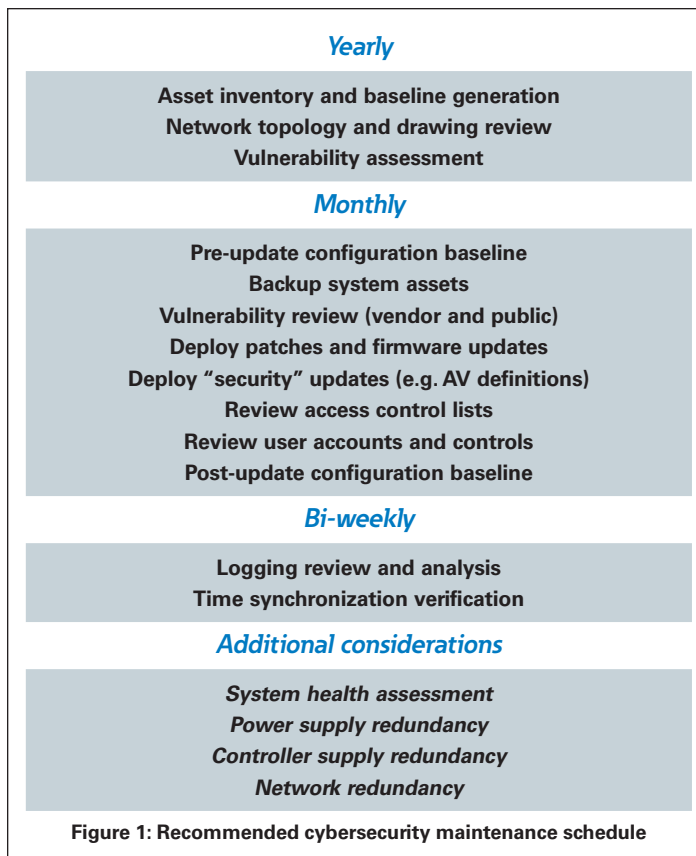 Yearly
Asset inventory and baseline generation
Network topology and drawing review
Vulnerability assessment
Monthly
Pre-update configuration baseline
Backup system assets
Vulnerability review (vendor and public)
Deploy patches and firmware updates
Deploy “security” updates (e.g. AV definitions)
Review access control lists
Review user accounts and controls
Post-update configuration baseline
Bi-weekly
Logging review and analysis
Time synchronization verification
Additional considerations
System health assessment
Power supply redundancy
Controller supply redundancy
Network redundancy
Figure 1: Recommended cybersecurity maintenance schedule